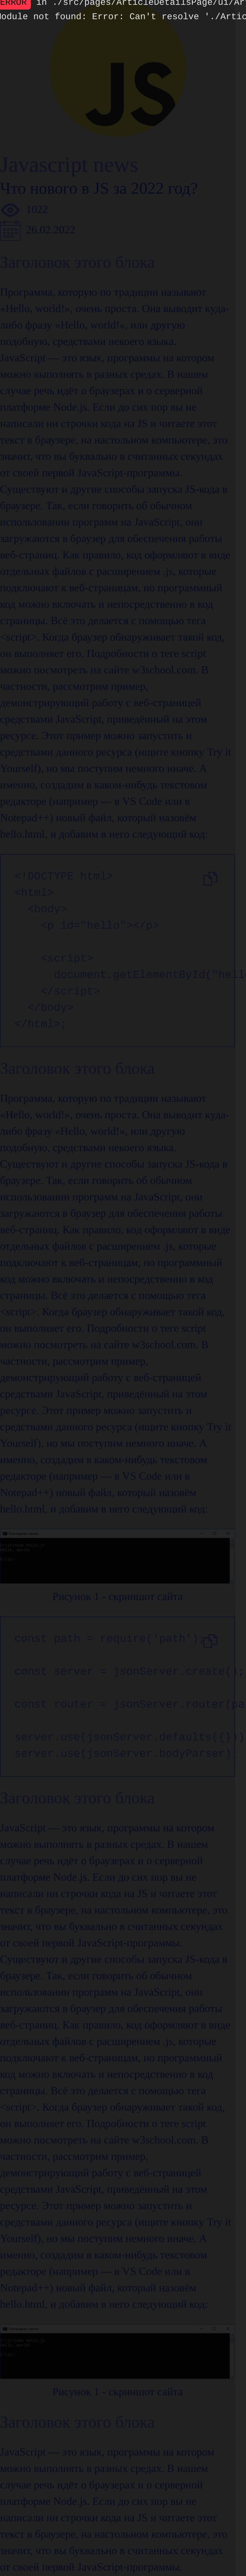 ERROR in ./src/pages/ArticleDetailsPage/ui/Ar
Module not found: Error: Can't resolve './Artic
JS
Javascript news
Что нового в JS за 2022 год?
1022
26.02.2022
Заголовок этого блока
Программа, которую по традиции называют
«Hello, world!», очень проста. Она выводит куда-
либо фразу «Hello, world!», или другую
подобную, средствами некоего языка.
JavaScript — это язык, программы на котором
можно выполнять в разных средах. В нашем
случае речь идёт о браузерах и о серверной
платформе Node.js. Если до сих пор вы не
написали ни строчки кода на JS и читаете этот
текст в браузере, на настольном компьютере, это
значит, что вы буквально в считанных секундах
от своей первой JavaScript-программы.
Существуют и другие способы запуска JS-кода в
браузере. Так, если говорить об обычном
использовании программ на JavaScript, они
загружаются в браузер для обеспечения работы
веб-страниц. Как правило, код оформляют в виде
отдельных файлов с расширением .js, которые
подключают к веб-страницам, но программный
код можно включать и непосредственно в код
страницы. Всё это делается с помощью тега
<script>. Когда браузер обнаруживает такой код,
он выполняет его. Подробности о теге script
можно посмотреть на сайте w3school.com. В
частности, рассмотрим пример,
демонстрирующий работу с веб-страницей
средствами JavaScript, приведённый на этом
ресурсе. Этот пример можно запустить и
средствами данного ресурса (ищите кнопку Try it
Yourself), но мы поступим немного иначе. А
именно, создадим в каком-нибудь текстовом
редакторе (например — в VS Code или в
Notepad++) новый файл, который назовём
hello.html, и добавим в него следующий код:
<!DOCTYPE html>
<html>
<body>
<p id="hello"></p>
<script>
document.getElementById("hell
</script>
</body>
</html>;
Заголовок этого блока
Программа, которую по традиции называют
«Hello, world!», очень проста. Она выводит куда-
либо фразу «Hello, world!», или другую
подобную, средствами некоего языка.
Существуют и другие способы запуска JS-кода в
браузере. Так, если говорить об обычном
использовании программ на JavaScript, они
загружаются в браузер для обеспечения работы
веб-страниц. Как правило, код оформляют в виде
отдельных файлов с расширением .js, которые
подключают к веб-страницам, но программный
код можно включать и непосредственно в код
страницы. Всё это делается с помощью тега
<script>. Когда браузер обнаруживает такой код,
он выполняет его. Подробности о теге script
можно посмотреть на сайте w3school.com. В
частности, рассмотрим пример,
демонстрирующий работу с веб-страницей
средствами JavaScript, приведённый на этом
ресурсе. Этот пример можно запустить и
средствами данного ресурса (ищите кнопку Try it
Yourself), но мы поступим немного иначе. А
именно, создадим в каком-нибудь текстовом
редакторе (например — в VS Code или в
Notepad++) новый файл, который назовём
hello.html, и добавим в него следующий код:
Рисунок 1 - скриншот сайта
const path = require('path');
const server = jsonServer.create();
const router = jsonServer.router(pa
server.use(jsonServer.defaults({}))
server.use(jsonServer.bodyParser);
Заголовок этого блока
JavaScript — это язык, программы на котором
можно выполнять в разных средах. В нашем
случае речь идёт о браузерах и о серверной
платформе Node.js. Если до сих пор вы не
написали ни строчки кода на JS и читаете этот
текст в браузере, на настольном компьютере, это
значит, что вы буквально в считанных секундах
от своей первой JavaScript-программы.
Существуют и другие способы запуска JS-кода в
браузере. Так, если говорить об обычном
использовании программ на JavaScript, они
загружаются в браузер для обеспечения работы
веб-страниц. Как правило, код оформляют в виде
отдельных файлов с расширением .js, которые
подключают к веб-страницам, но программный
код можно включать и непосредственно в код
страницы. Всё это делается с помощью тега
<script>. Когда браузер обнаруживает такой код,
он выполняет его. Подробности о теге script
можно посмотреть на сайте w3school.com. В
частности, рассмотрим пример,
демонстрирующий работу с веб-страницей
средствами JavaScript, приведённый на этом
ресурсе. Этот пример можно запустить и
средствами данного ресурса (ищите кнопку Try it
Yourself), но мы поступим немного иначе. А
именно, создадим в каком-нибудь текстовом
редакторе (например — в VS Code или в
Notepad++) новый файл, который назовём
hello.html, и добавим в него следующий код:
Рисунок 1 - скриншот сайта
Заголовок этого блока
JavaScript — это язык, программы на котором
можно выполнять в разных средах. В нашем
случае речь идёт о браузерах и о серверной
платформе Node.js. Если до сих пор вы не
написали ни строчки кода на JS и читаете этот
текст в браузере, на настольном компьютере, это
значит, что вы буквально в считанных секундах
от своей первой JavaScript-программы.